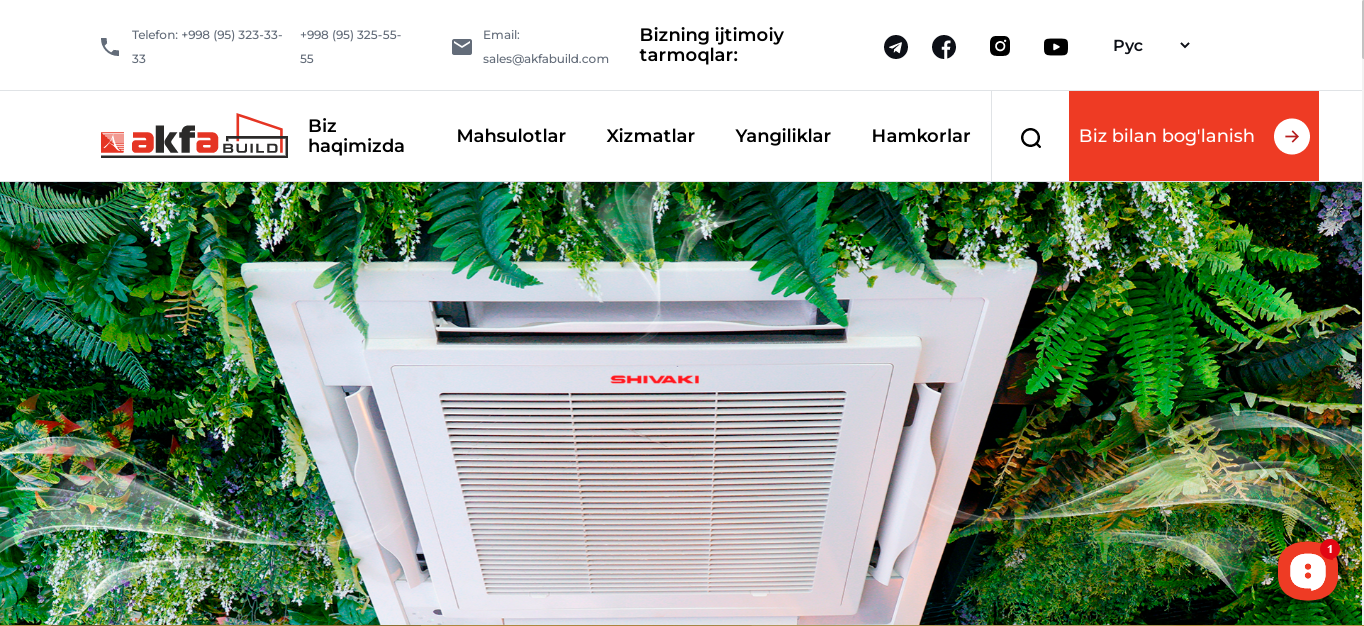 Telefon: +998 (95) 323-33-
33
+998 (95) 325-55-
55
Email:
sales@akfabuild.com
Bizning ijtimoiy
tarmoqlar:
Рус
akfa BUILD
Biz
haqimizda
Mahsulotlar
Xizmatlar
Yangiliklar
Hamkorlar
Biz bilan bog'lanish
SHIVAKI
1